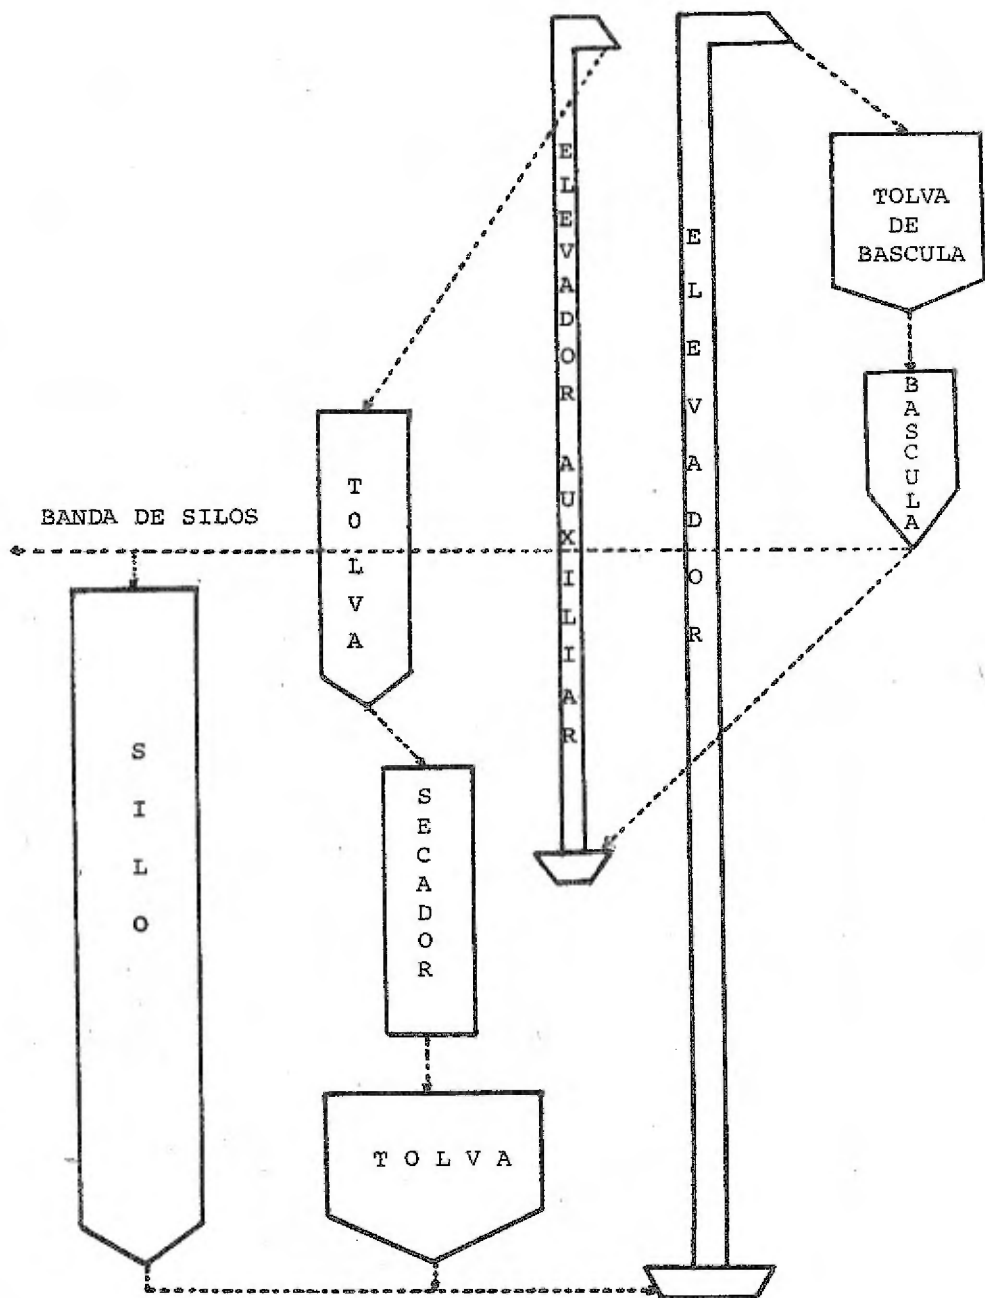 ELEVADOR AUXILIAR
ELEVADOR
TOLVA
DE
BASCULA
BASCULA
TOLVA
BANDA DE SILOS
SILO
SECADOR
TOLVA